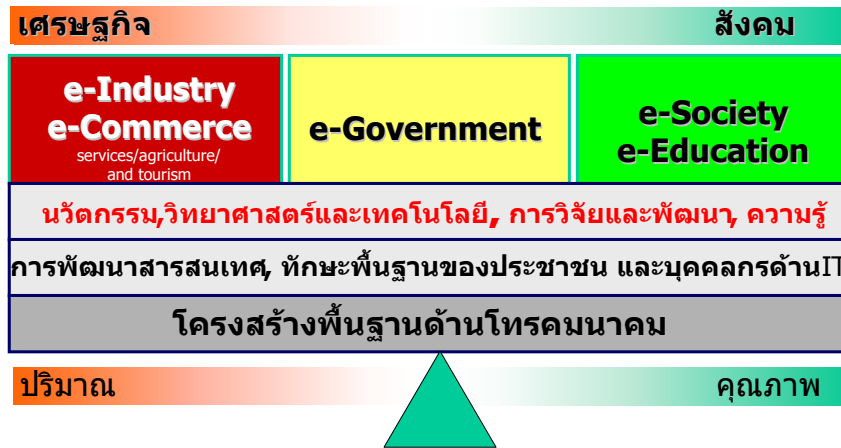 เศรษฐกิจ สังคม
e-Industry
e-Commerce
services/agriculture/
and tourism
e-Government
e-Society
e-Education
นวัตกรรม,วิทยาศาสตร์และเทคโนโลยี, การวิจัยและพัฒนา, ความรู้
การพัฒนาสารสนเทศ, ทักษะพื้นฐานของประชาชน และบุคคลกรด้านIT
โครงสร้างพื้นฐานด้านโทรคมนาคม
ปริมาณ คุณภาพ